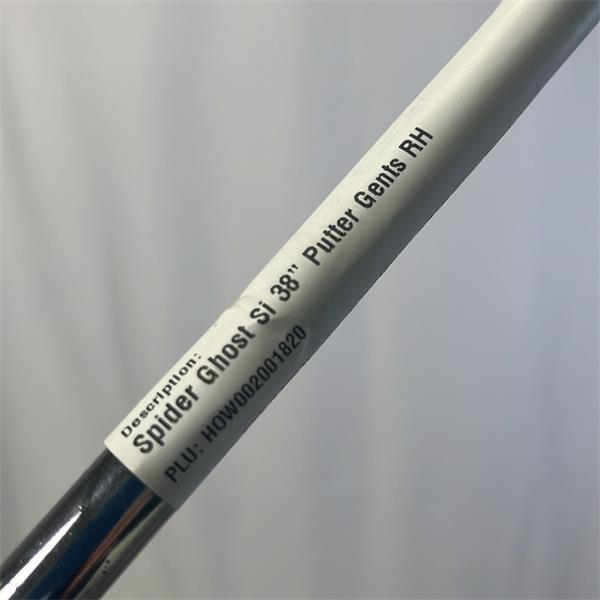 Description:
Spider Ghost Si 38" Putter Gents RH
PLU: HOW002001820